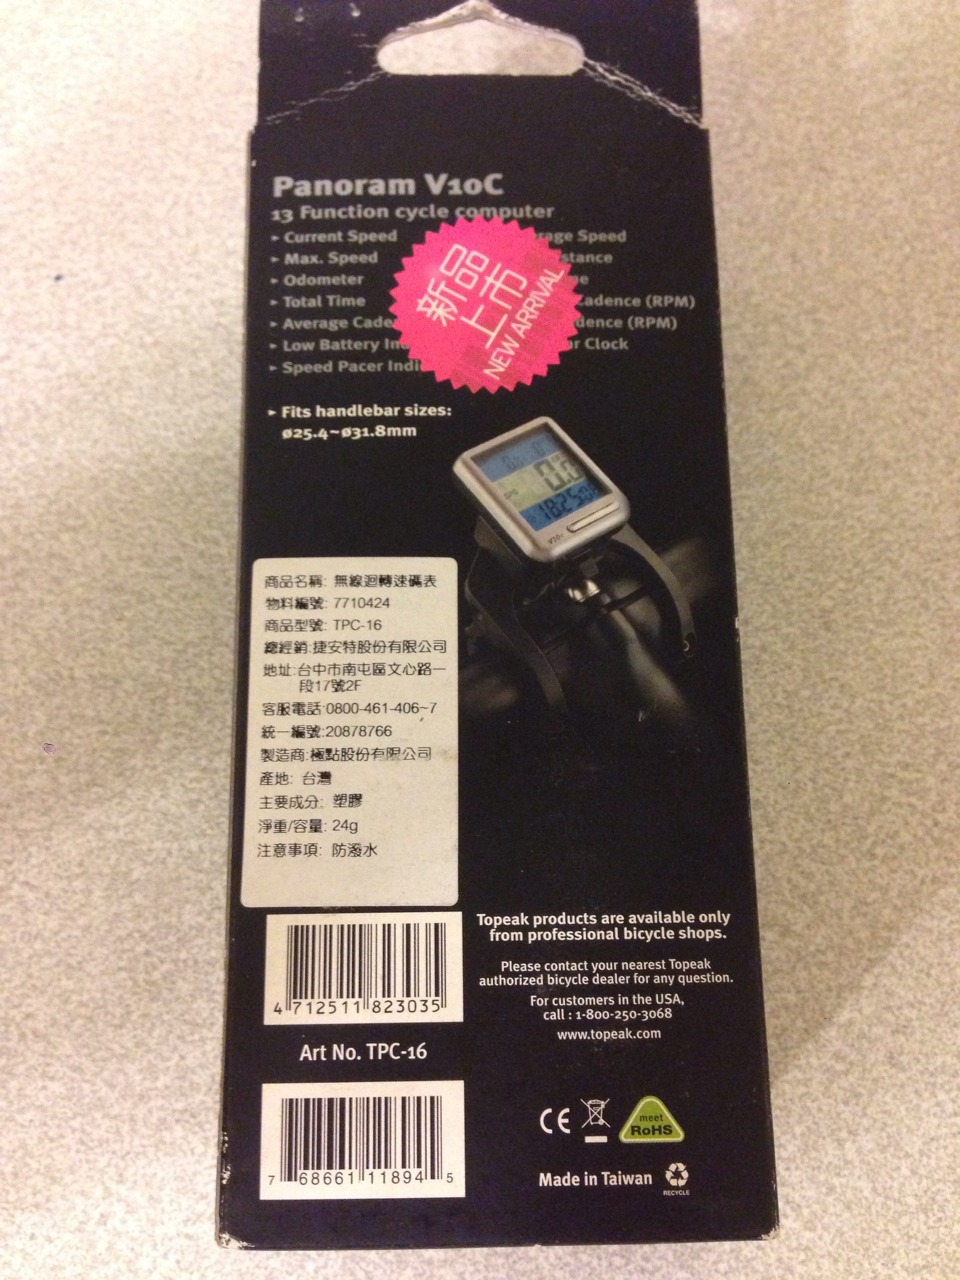 Panoram V10C
13 Function cycle computer
▸ Current Speed
▸ Max. Speed
▸ Odometer
▸ Total Time
▸ Average
▸ Low Battery
▸ Speed Pacer
Speed
Cadence (RPM)
(RPM)
Clock
新品
上市
NEW ARRIVAL
▸ Fits handlebar sizes:
ø25.4~ø31.8mm
0.0
V10c
商品名稱: 無線迴轉速碼表
物料編號: 7710424
商品型號: TPC-16
總經銷:捷安特股份有限公司
地址:台中市南屯區文心路一
段17號2F
客服電話:0800-461-406~7
統一編號:20878766
製造商:極點股份有限公司
產地: 台灣
主要成分: 塑膠
淨重/容量: 24g
注意事項: 防潑水
4 712511 823035
Art No. TPC-16
7 68661 11894 5
Topeak products are available only
from professional bicycle shops.
Please contact your nearest Topeak
authorized bicycle dealer for any question.
For customers in the USA,
call : 1-800-250-3068
www.topeak.com
CE
meet
RoHS
Made in Taiwan
RECYCLE